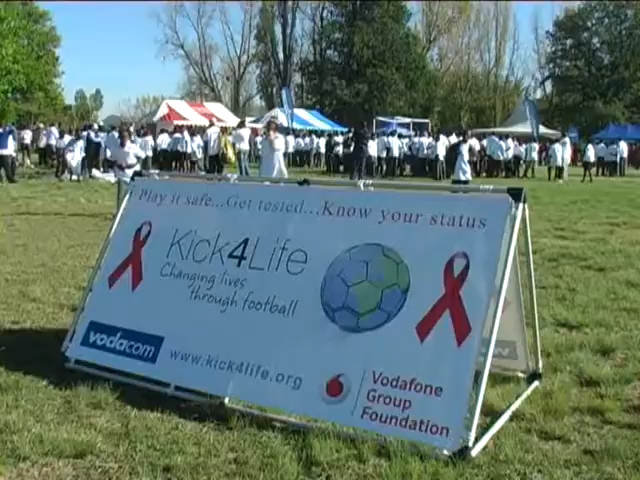 Play it safe...Get tested...Know your status
Kick4Life
Changing lives
through football
vodacom
www.kick4life.org
Vodafone
Group
Foundation